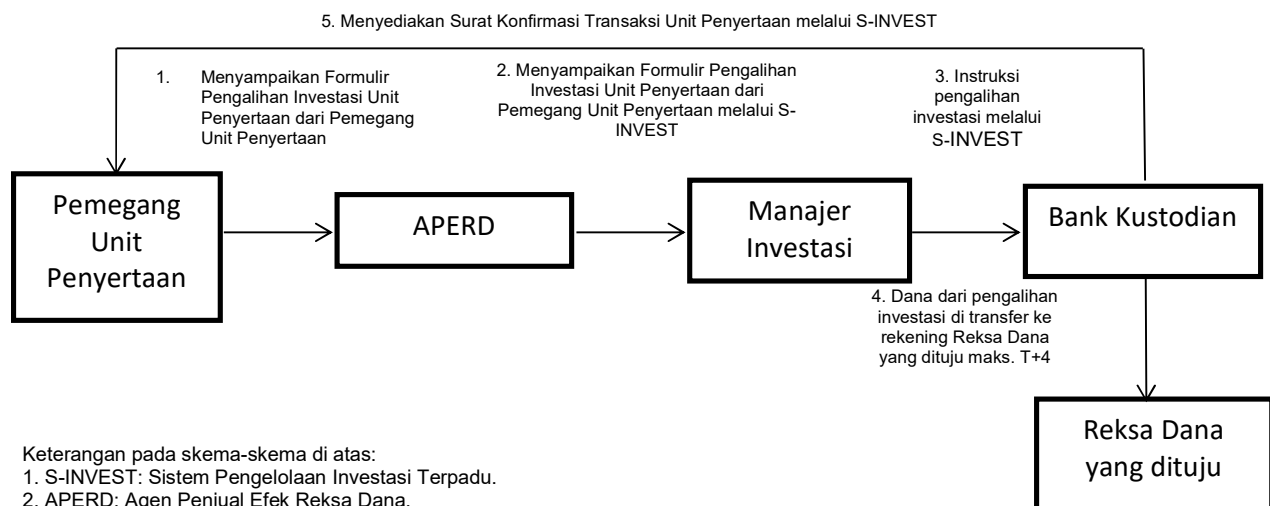 5. Menyediakan Surat Konfirmasi Transaksi Unit Penyertaan melalui S-INVEST
1. Menyampaikan Formulir
Pengalihan Investasi Unit
Penyertaan dari Pemegang
Unit Penyertaan
2. Menyampaikan Formulir Pengalihan
Investasi Unit Penyertaan dari
Pemegang Unit Penyertaan melalui S-
INVEST
3. Instruksi
pengalihan
investasi melalui
S-INVEST
Pemegang
Unit
Penyertaan
APERD
Manajer
Investasi
Bank Kustodian
4. Dana dari pengalihan
investasi di transfer ke
rekening Reksa Dana
yang dituju maks. T+4
Reksa Dana
yang dituju
Keterangan pada skema-skema di atas:
1. S-INVEST: Sistem Pengelolaan Investasi Terpadu.
2. APERD: Agen Penjual Efek Reksa Dana.